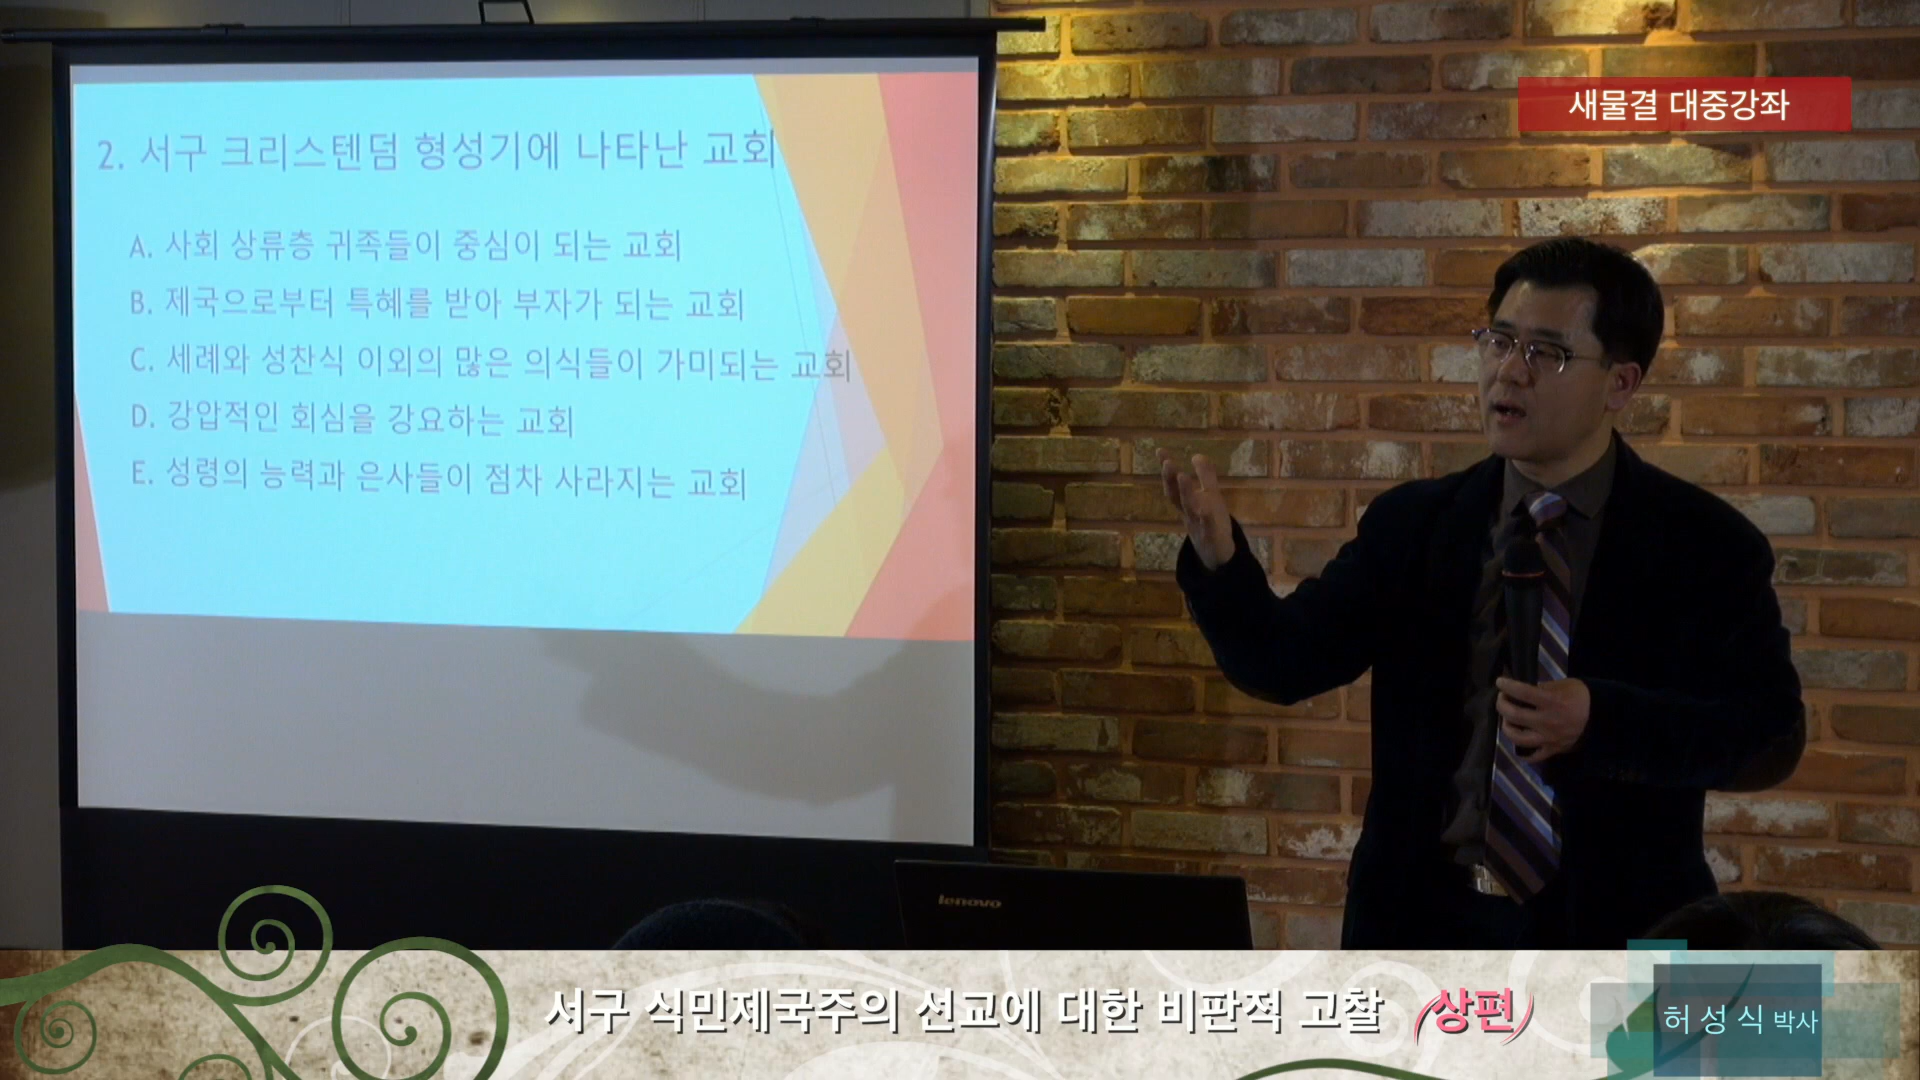 새물결 대중강좌
2. 서구 크리스텐덤 형성기에 나타난 교회
A. 사회 상류층 귀족들이 중심이 되는 교회
B. 제국으로부터 특혜를 받아 부자가 되는 교회
C. 세례와 성찬식 이외의 많은 의식들이 가미되는 교회
D. 강압적인 회심을 강요하는 교회
E. 성령의 능력과 은사들이 점차 사라지는 교회
lenovo
서구 식민제국주의 선교에 대한 비판적 고찰 (상편)
허성식 박사